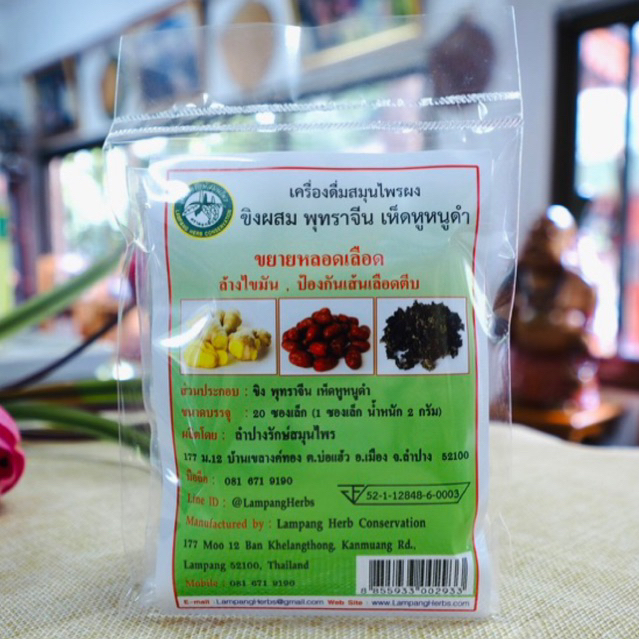 LAMPANG HERB CONSERVATION
เครื่องดื่มสมุนไพรผง
ขิงผสม พุทราจีน เห็ดหูหนูดำ
ขยายหลอดเลือด
ล้างไขมัน . ป้องกันเส้นเลือดตีบ
ส่วนประกอบ : ขิง พุทราจีน เห็ดหูหนูดำ
ขนาดบรรจุ : 20 ซองเล็ก (1 ซองเล็ก น้ำหนัก 2 กรัม)
ผลิตโดย : ลำปางรักษ์สมุนไพร
177 ม.12 บ้านเขลางค์ทอง ต.บ่อแฮ้ว อ.เมือง จ.ลำปาง 52100
มือถือ : 081 671 9190
Line ID : @LampangHerbs
52-1-12848-6-0003
Manufactured by : Lampang Herb Conservation
177 Moo 12 Ban Khelangthong, Kanmuang Rd.,
Lampang 52100, Thailand
Mobile : 081 671 9190
8 855933 002933
E-mail : LampangHerbs@gmail.com Web Site : www.LampangHerbs.com